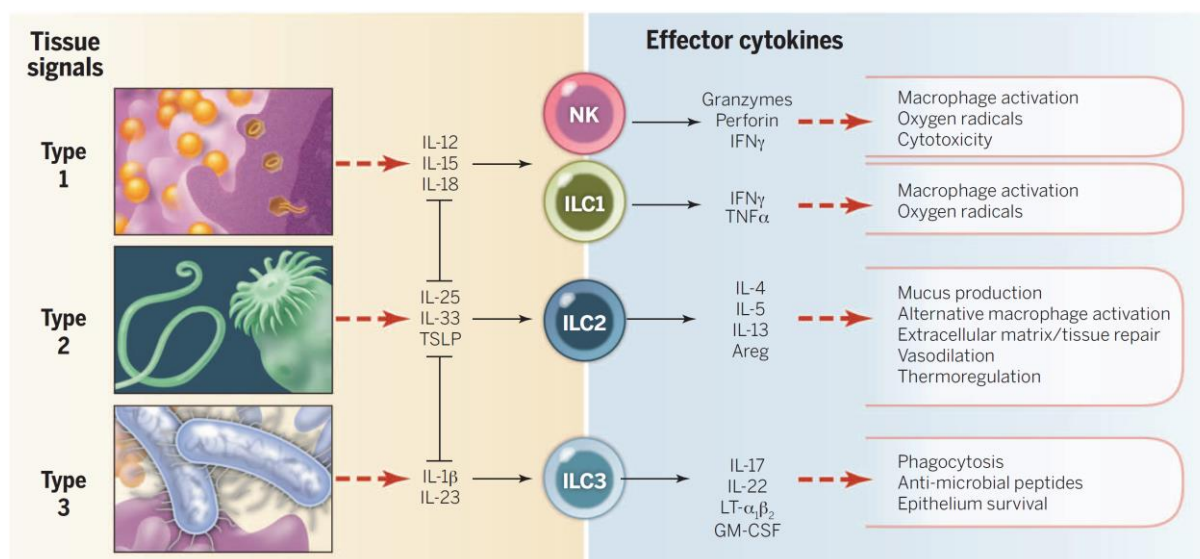 Tissue
signals
Effector cytokines
Type
1
IL-12
IL-15
IL-18
NK
Granzymes
Perforin
IFNγ
Macrophage activation
Oxygen radicals
Cytotoxicity
ILC1
IFNγ
TNFα
Macrophage activation
Oxygen radicals
Type
2
IL-25
IL-33
TSLP
ILC2
IL-4
IL-5
IL-13
Areg
Mucus production
Alternative macrophage activation
Extracellular matrix/tissue repair
Vasodilation
Thermoregulation
Type
3
IL-1β
IL-23
ILC3
IL-17
IL-22
LT-α₁β₂
GM-CSF
Phagocytosis
Anti-microbial peptides
Epithelium survival